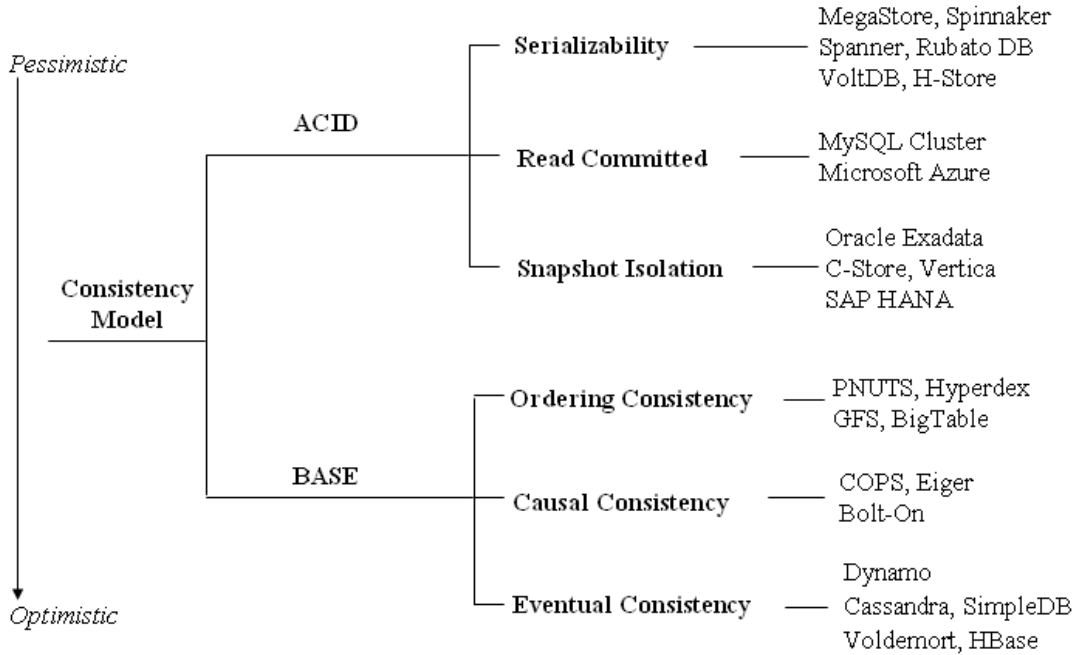 Pessimistic
Optimistic
Consistency
Model
ACID
Serializability
MegaStore, Spinnaker
Spanner, Rubato DB
VoltDB, H-Store
Read Committed
MySQL Cluster
Microsoft Azure
Snapshot Isolation
Oracle Exadata
C-Store, Vertica
SAP HANA
BASE
Ordering Consistency
PNUTS, Hyperdex
GFS, BigTable
Causal Consistency
COPS, Eiger
Bolt-On
Eventual Consistency
Dynamo
Cassandra, SimpleDB
Voldemort, HBase